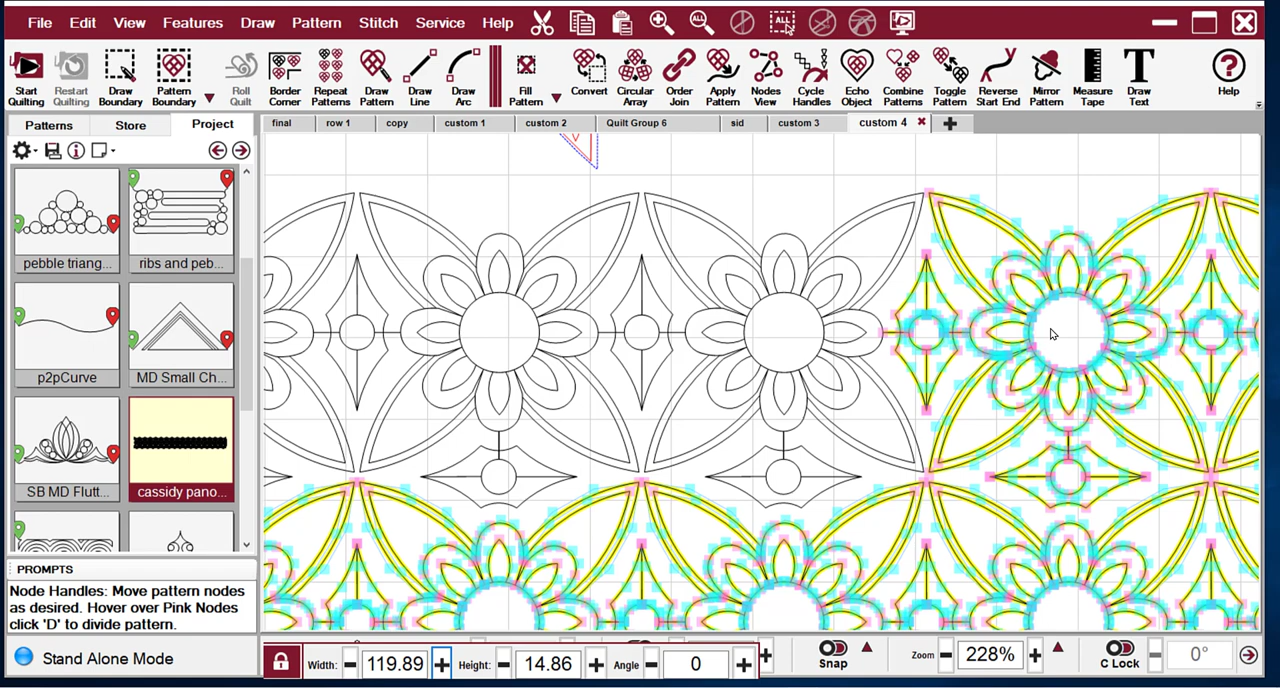 File Edit View Features Draw Pattern Stitch Service Help ALL ALL
Start Quilting Restart Quilting Draw Boundary Pattern Boundary Roll Quilt Border Corner Repeat Patterns Draw Pattern Draw Line Draw Arc Fill Pattern Convert Circular Array Order Join Apply Pattern Nodes View Cycle Handles Echo Object Combine Patterns Toggle Pattern Reverse Start End Mirror Pattern Measure Tape Draw Text Help
Patterns Store Project
final row 1 copy custom 1 custom 2 Quilt Group 6 sid custom 3 custom 4
pebble triang... ribs and peb...
p2pCurve MD Small Ch...
SB MD Flutt... cassidy pano...
PROMPTS
Node Handles: Move pattern nodes
as desired. Hover over Pink Nodes
click 'D' to divide pattern.
Stand Alone Mode
Width: 119.89 Height: 14.86 Angle 0 Snap Zoom 228% C Lock 0°